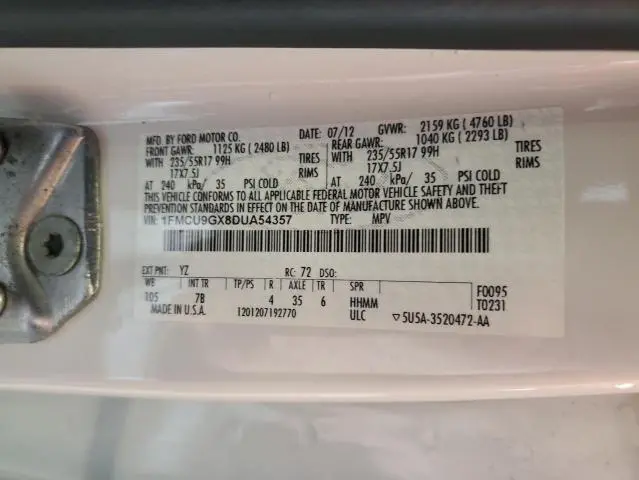 MFD. BY FORD MOTOR CO. DATE: 07/12 GVWR: 2159 KG ( 4760 LB)
FRONT GAWR: 1125 KG ( 2480 LB) REAR GAWR: 1040 KG ( 2293 LB)
WITH 235/55R17 99H TIRES WITH 235/55R17 99H TIRES
17X7.5J RIMS 17X7.5J RIMS
AT 240 kPa/ 35 PSI COLD AT 240 kPa/ 35 PSI COLD
THIS VEHICLE CONFORMS TO ALL APPLICABLE FEDERAL MOTOR VEHICLE SAFETY AND THEFT
PREVENTION STANDARDS IN EFFECT ON THE DATE OF MANUFACTURE SHOWN ABOVE.
VIN: 1FMCU9GX8DUA54357 TYPE: MPV
EXT PNT: YZ RC: 72 DSO:
WB INT TR TP/PS R AXLE TR SPR F0095
105 7B 4 35 6 HHMM T0231
MADE IN U.S.A. 1201207192770 ULC ▽5U5A-3520472-AA